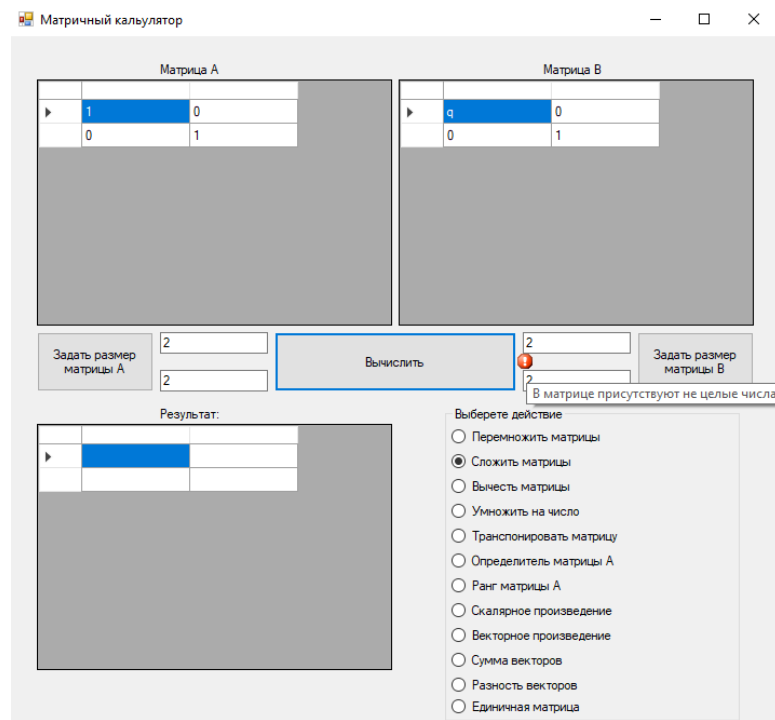 Матричный кальулятор
Матрица A
Матрица B
1 0
0 1
q 0
0 1
Задать размер
матрицы A
2
2
Вычислить
2
2
Задать размер
матрицы B
В матрице присутствуют не целые числа
Результат:
Выберете действие
Перемножить матрицы
Сложить матрицы
Вычесть матрицы
Умножить на число
Транспонировать матрицу
Определитель матрицы A
Ранг матрицы A
Скалярное произведение
Векторное произведение
Сумма векторов
Разность векторов
Единичная матрица